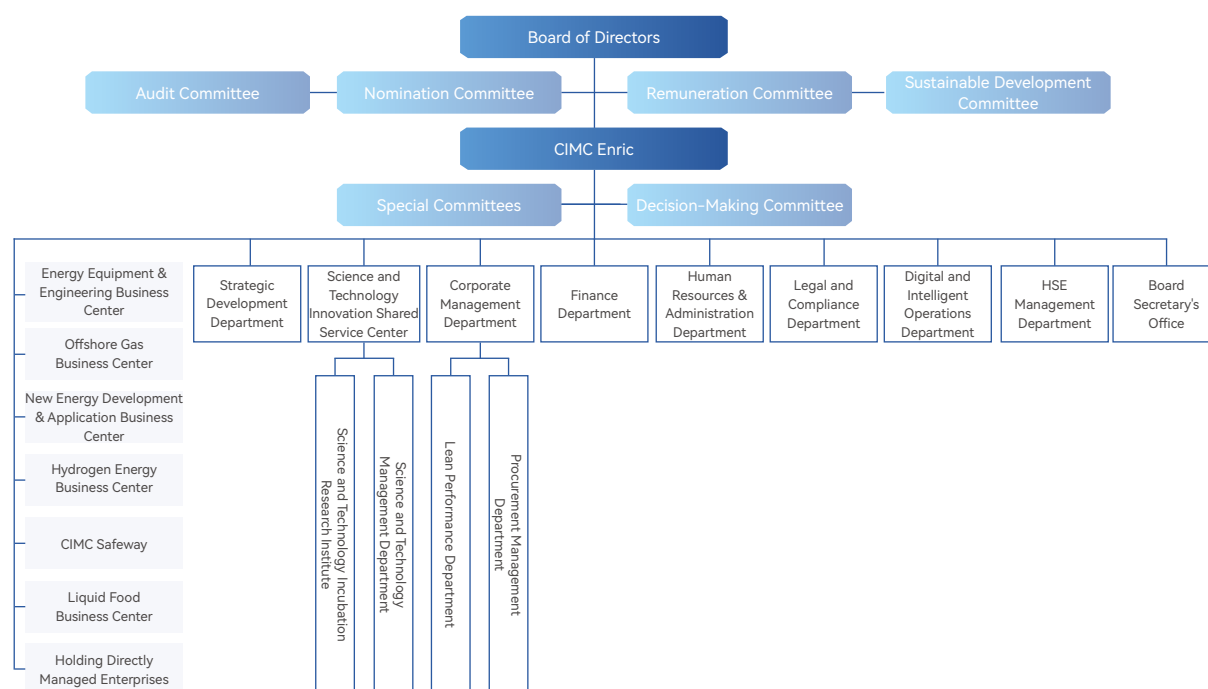 Board of Directors
Audit Committee
Nomination Committee
Remuneration Committee
Sustainable Development
Committee
CIMC Enric
Special Committees
Decision-Making Committee
Energy Equipment &
Engineering Business
Center
Offshore Gas
Business Center
New Energy Development
& Application Business
Center
Hydrogen Energy
Business Center
CIMC Safeway
Liquid Food
Business Center
Holding Directly
Managed Enterprises
Strategic
Development
Department
Science and
Technology
Innovation Shared
Service Center
Corporate
Management
Department
Finance
Department
Human
Resources &
Administration
Department
Legal and
Compliance
Department
Digital and
Intelligent
Operations
Department
HSE
Management
Department
Board
Secretary's
Office
Science and Technology Incubation
Research Institute
Science and Technology
Management Department
Lean Performance Department
Procurement Management
Department